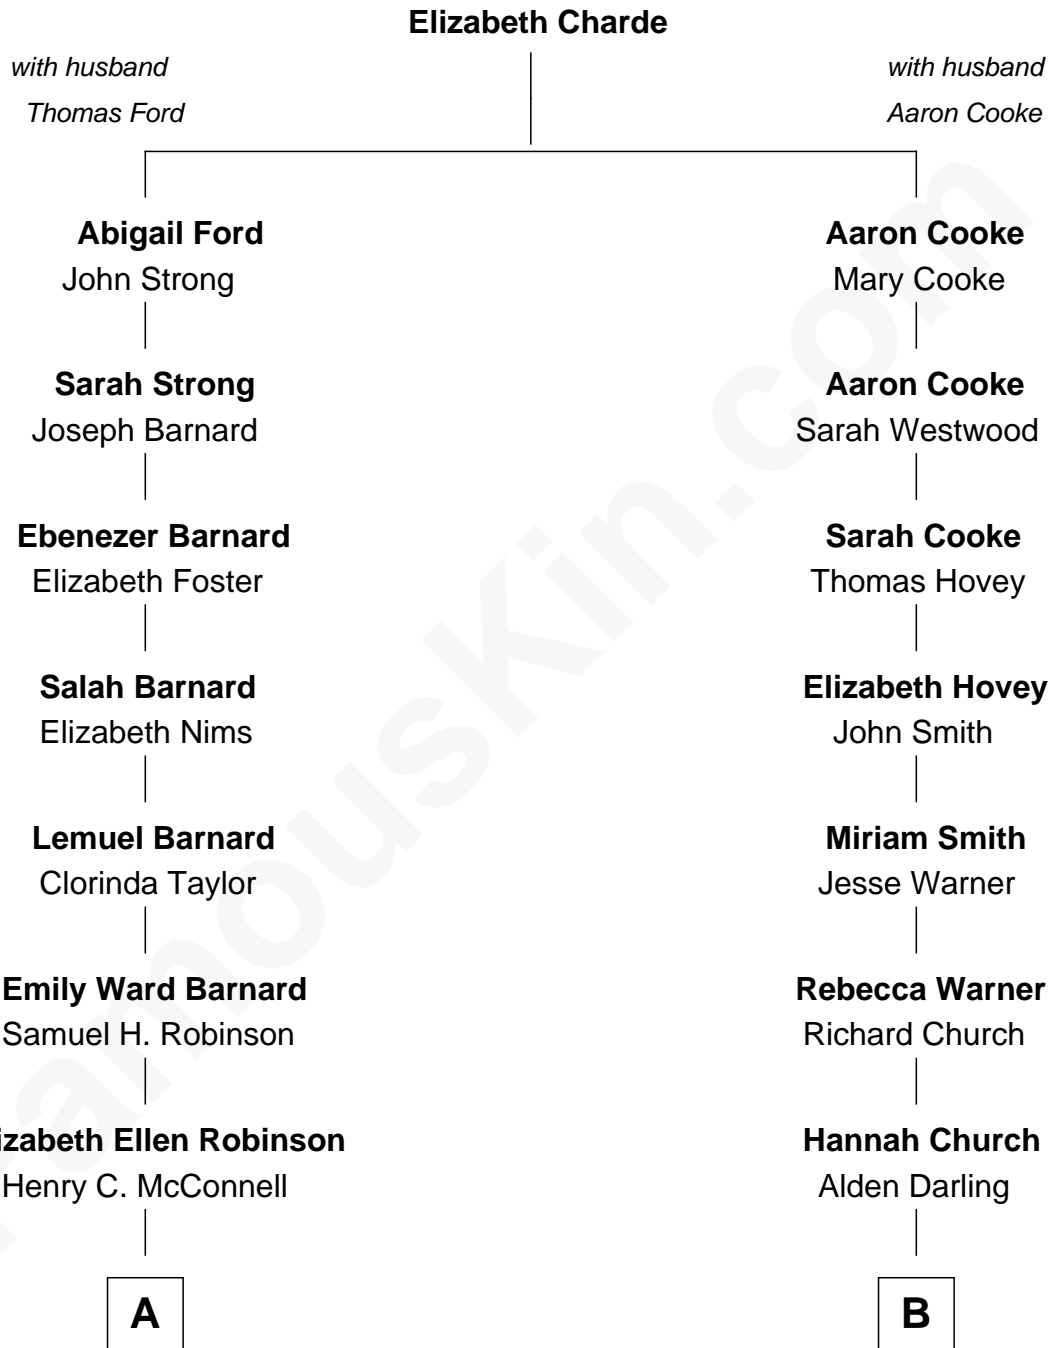 Elizabeth Charde
with husband
Thomas Ford
with husband
Aaron Cooke
Abigail Ford
John Strong
Aaron Cooke
Mary Cooke
Sarah Strong
Joseph Barnard
Aaron Cooke
Sarah Westwood
Ebenezer Barnard
Elizabeth Foster
Sarah Cooke
Thomas Hovey
Salah Barnard
Elizabeth Nims
Elizabeth Hovey
John Smith
Lemuel Barnard
Clorinda Taylor
Miriam Smith
Jesse Warner
Emily Ward Barnard
Samuel H. Robinson
Rebecca Warner
Richard Church
izabeth Ellen Robinson
Henry C. McConnell
Hannah Church
Alden Darling
A
B
FamousKin.com